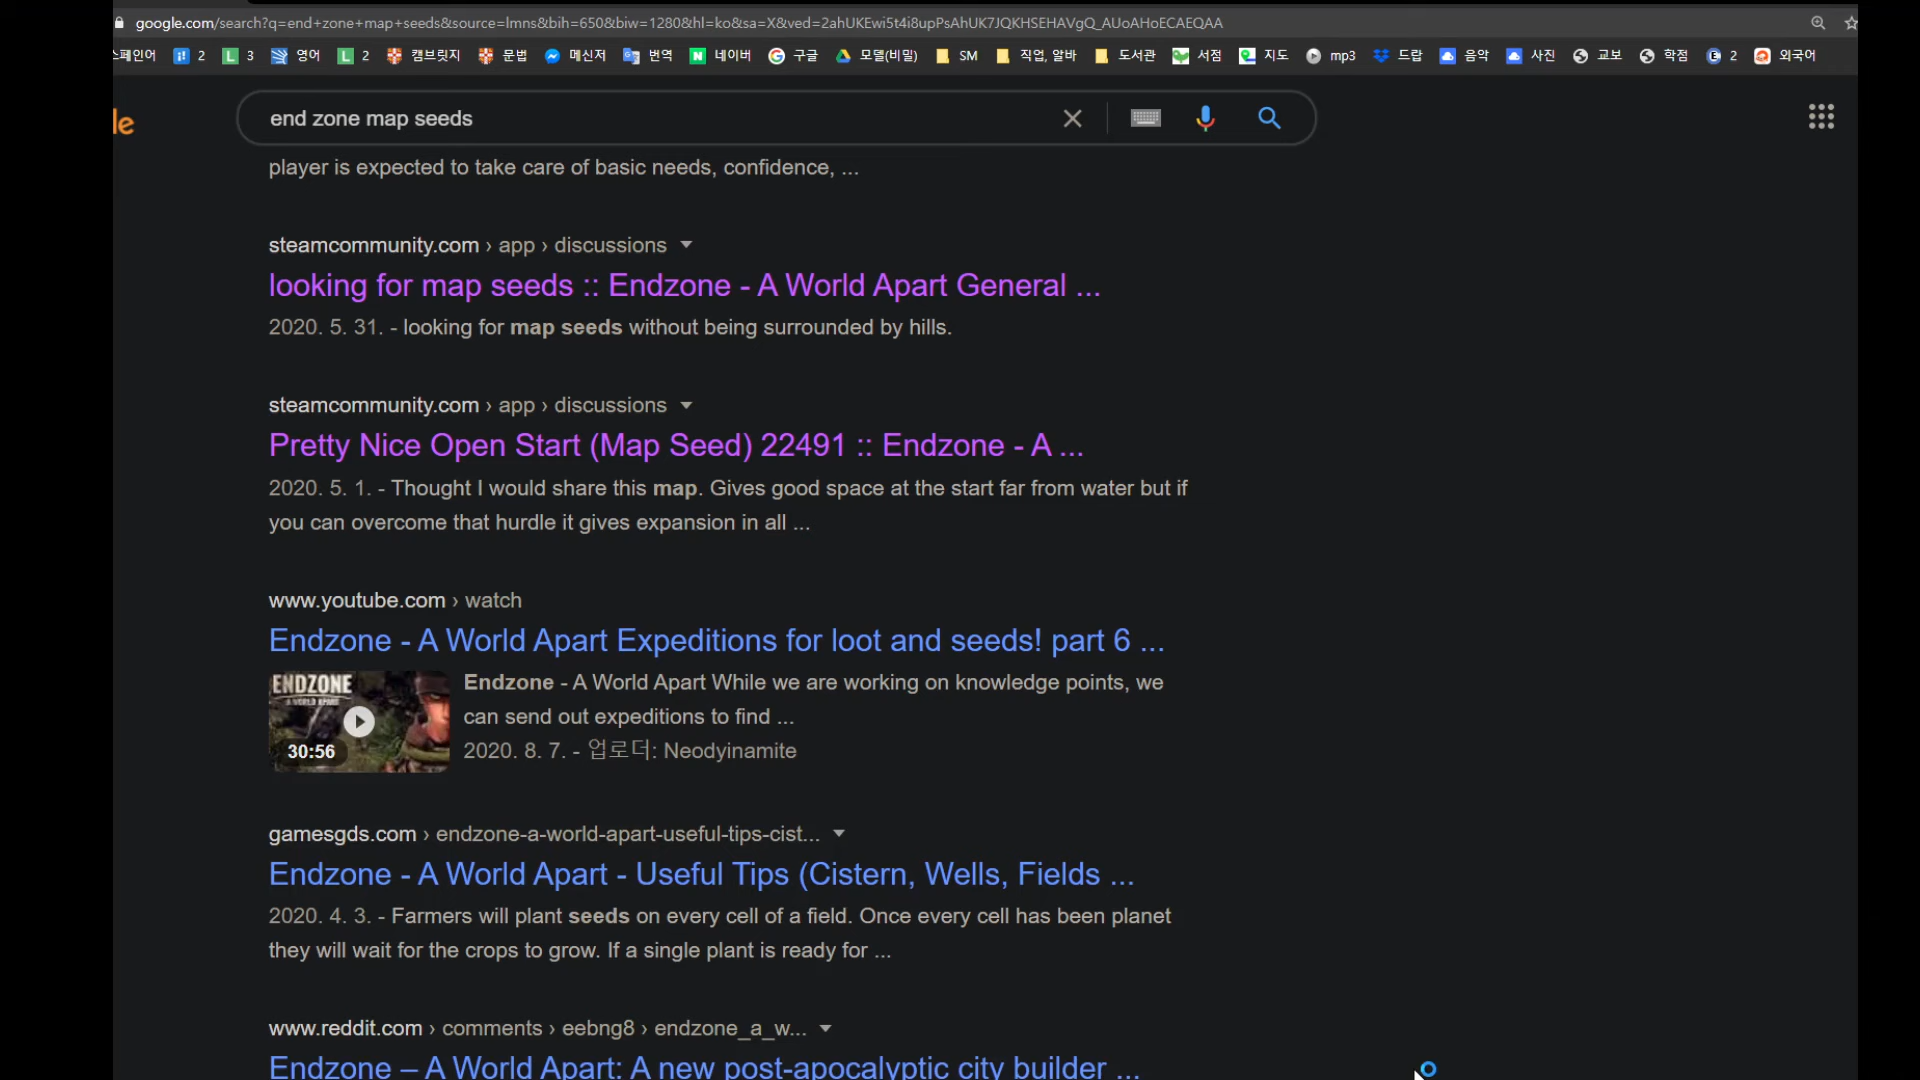 google.com/search?q=end+zone+map+seeds&source=lmns&bih=650&biw=1280&hl=ko&sa=X&ved=2ahUKEwi5t4i8upPsAhUK7JQKHSEHAVgQ_AUoAHoECAEQAA
스페인어 2 3 영어 2 캠브릿지 문법 메신저 번역 네이버 구글 모델(비밀) SM 직업, 알바 도서관 서점 지도 mp3 드랍 음악 사진 교보 학점 2 외국어
le
end zone map seeds
player is expected to take care of basic needs, confidence, ...
steamcommunity.com › app › discussions
looking for map seeds :: Endzone - A World Apart General ...
2020. 5. 31. - looking for map seeds without being surrounded by hills.
steamcommunity.com › app › discussions
Pretty Nice Open Start (Map Seed) 22491 :: Endzone - A ...
2020. 5. 1. - Thought I would share this map. Gives good space at the start far from water but if
you can overcome that hurdle it gives expansion in all ...
www.youtube.com › watch
Endzone - A World Apart Expeditions for loot and seeds! part 6 ...
ENDZONE
A WORLD APART
30:56
Endzone - A World Apart While we are working on knowledge points, we
can send out expeditions to find ...
2020. 8. 7. - 업로더: Neodyinamite
gamesgds.com › endzone-a-world-apart-useful-tips-cist...
Endzone - A World Apart - Useful Tips (Cistern, Wells, Fields ...
2020. 4. 3. - Farmers will plant seeds on every cell of a field. Once every cell has been planet
they will wait for the crops to grow. If a single plant is ready for ...
www.reddit.com › comments › eebng8 › endzone_a_w...
Endzone – A World Apart: A new post-apocalyptic city builder ...